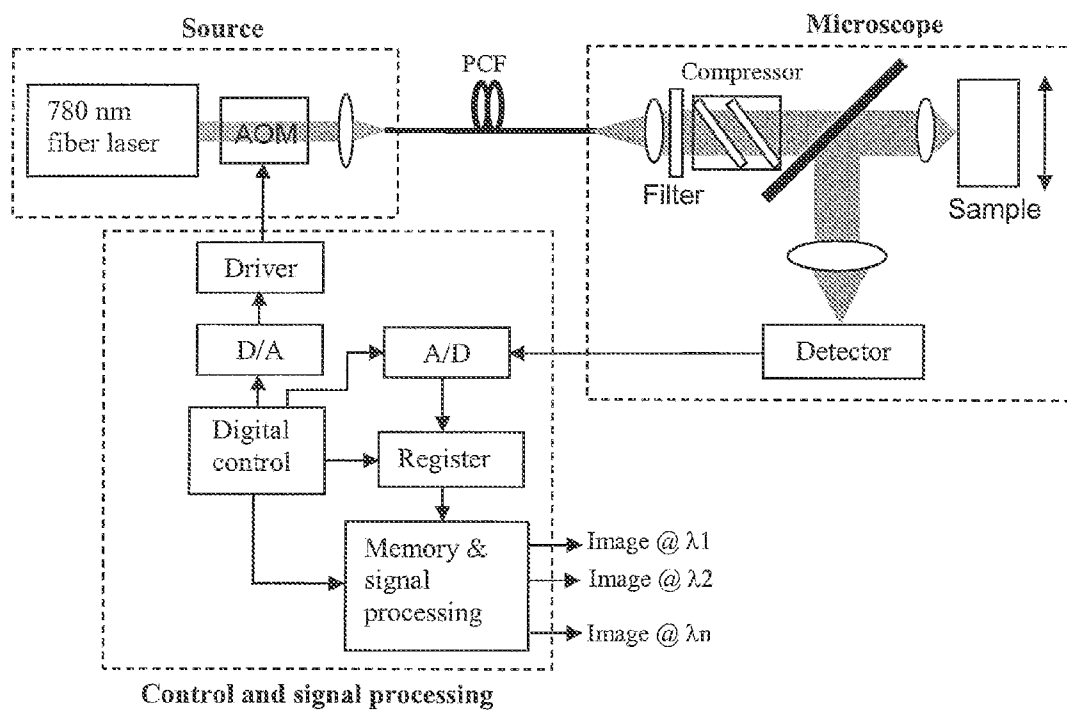 Source
Microscope
780 nm
fiber laser
AOM
PCF
Compressor
Filter
Sample
Driver
D/A
A/D
Detector
Digital
control
Register
Memory &
signal
processing
Image @ λ1
Image @ λ2
Image @ λn
Control and signal processing